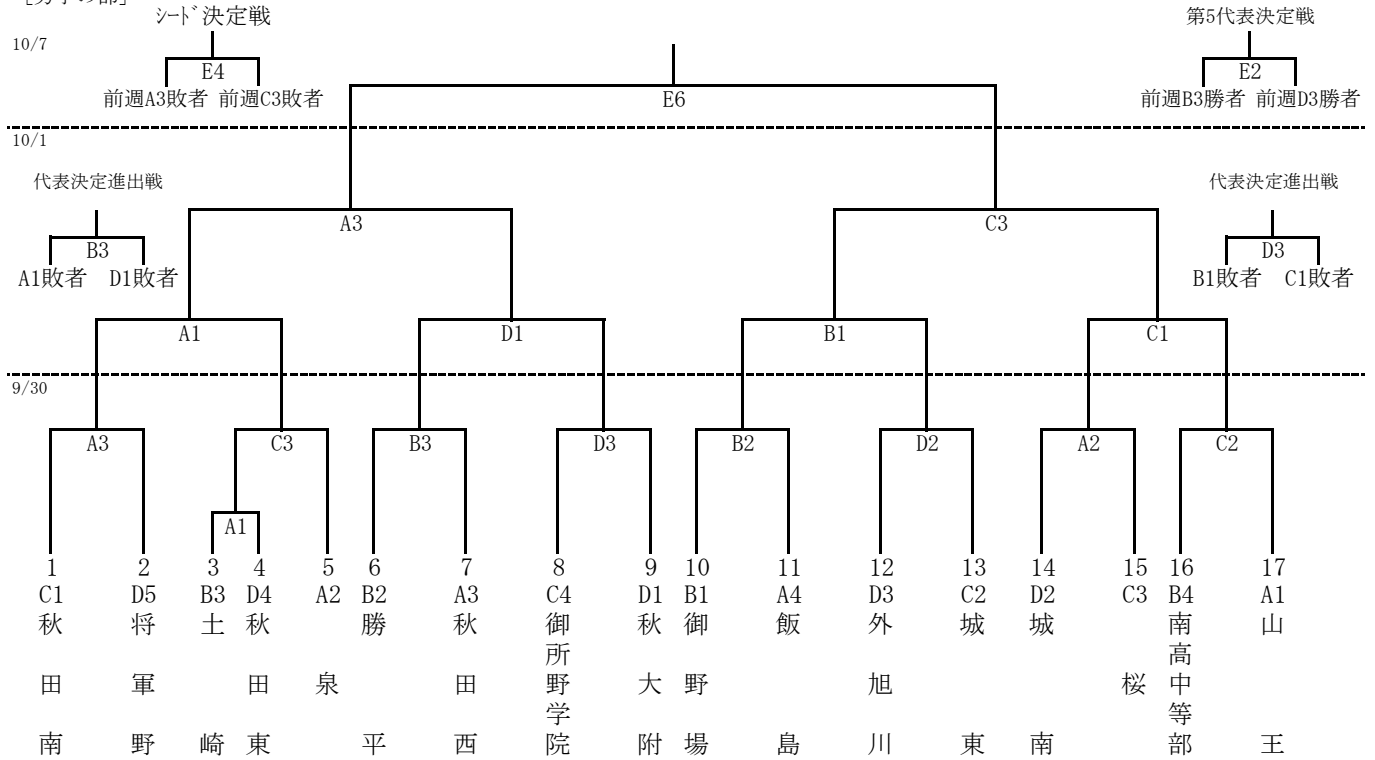 [男子の部]
シード決定戦
第5代表決定戦
10/7
E4
E2
前週A3敗者 前週C3敗者
E6
前週B3勝者 前週D3勝者
10/1
代表決定進出戦
代表決定進出戦
A3
C3
B3
D3
A1敗者 D1敗者
B1敗者 C1敗者
A1
D1
B1
C1
9/30
A3
C3
B3
D3
B2
D2
A2
C2
A1
1 2 3 4 5 6 7 8 9 10 11 12 13 14 15 16 17
C1 D5 B3 D4 A2 B2 A3 C4 D1 B1 A4 D3 C2 D2 C3 B4 A1
秋田南
将軍野
土崎
秋田東
泉
勝平
秋田西
御所野学院
秋大附
御野場
飯島
外旭川
城東
城南
桜
南高中等部
山王